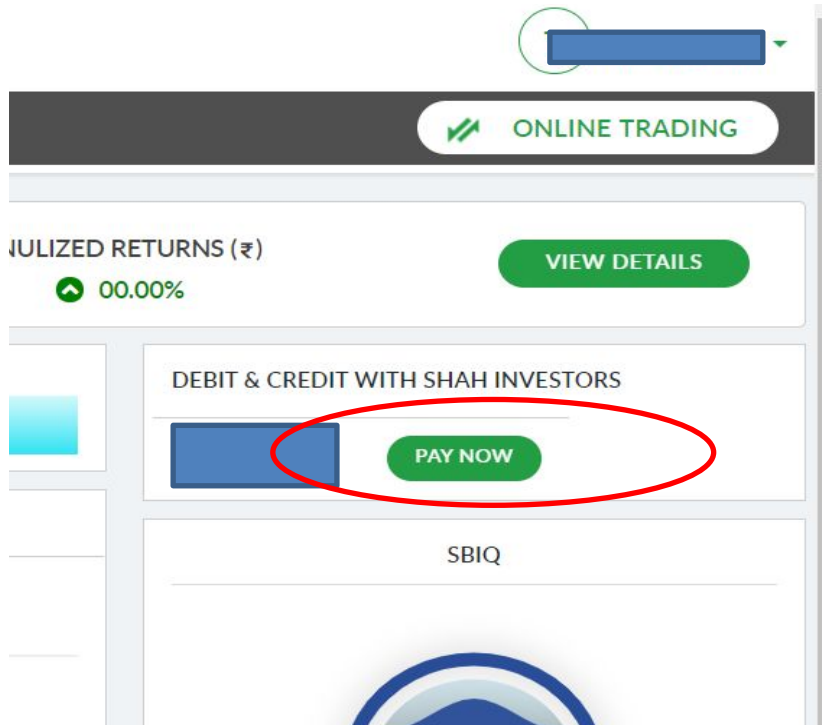 ONLINE TRADING
NULIZED RETURNS (₹)
00.00%
VIEW DETAILS
DEBIT & CREDIT WITH SHAH INVESTORS
PAY NOW
SBIQ